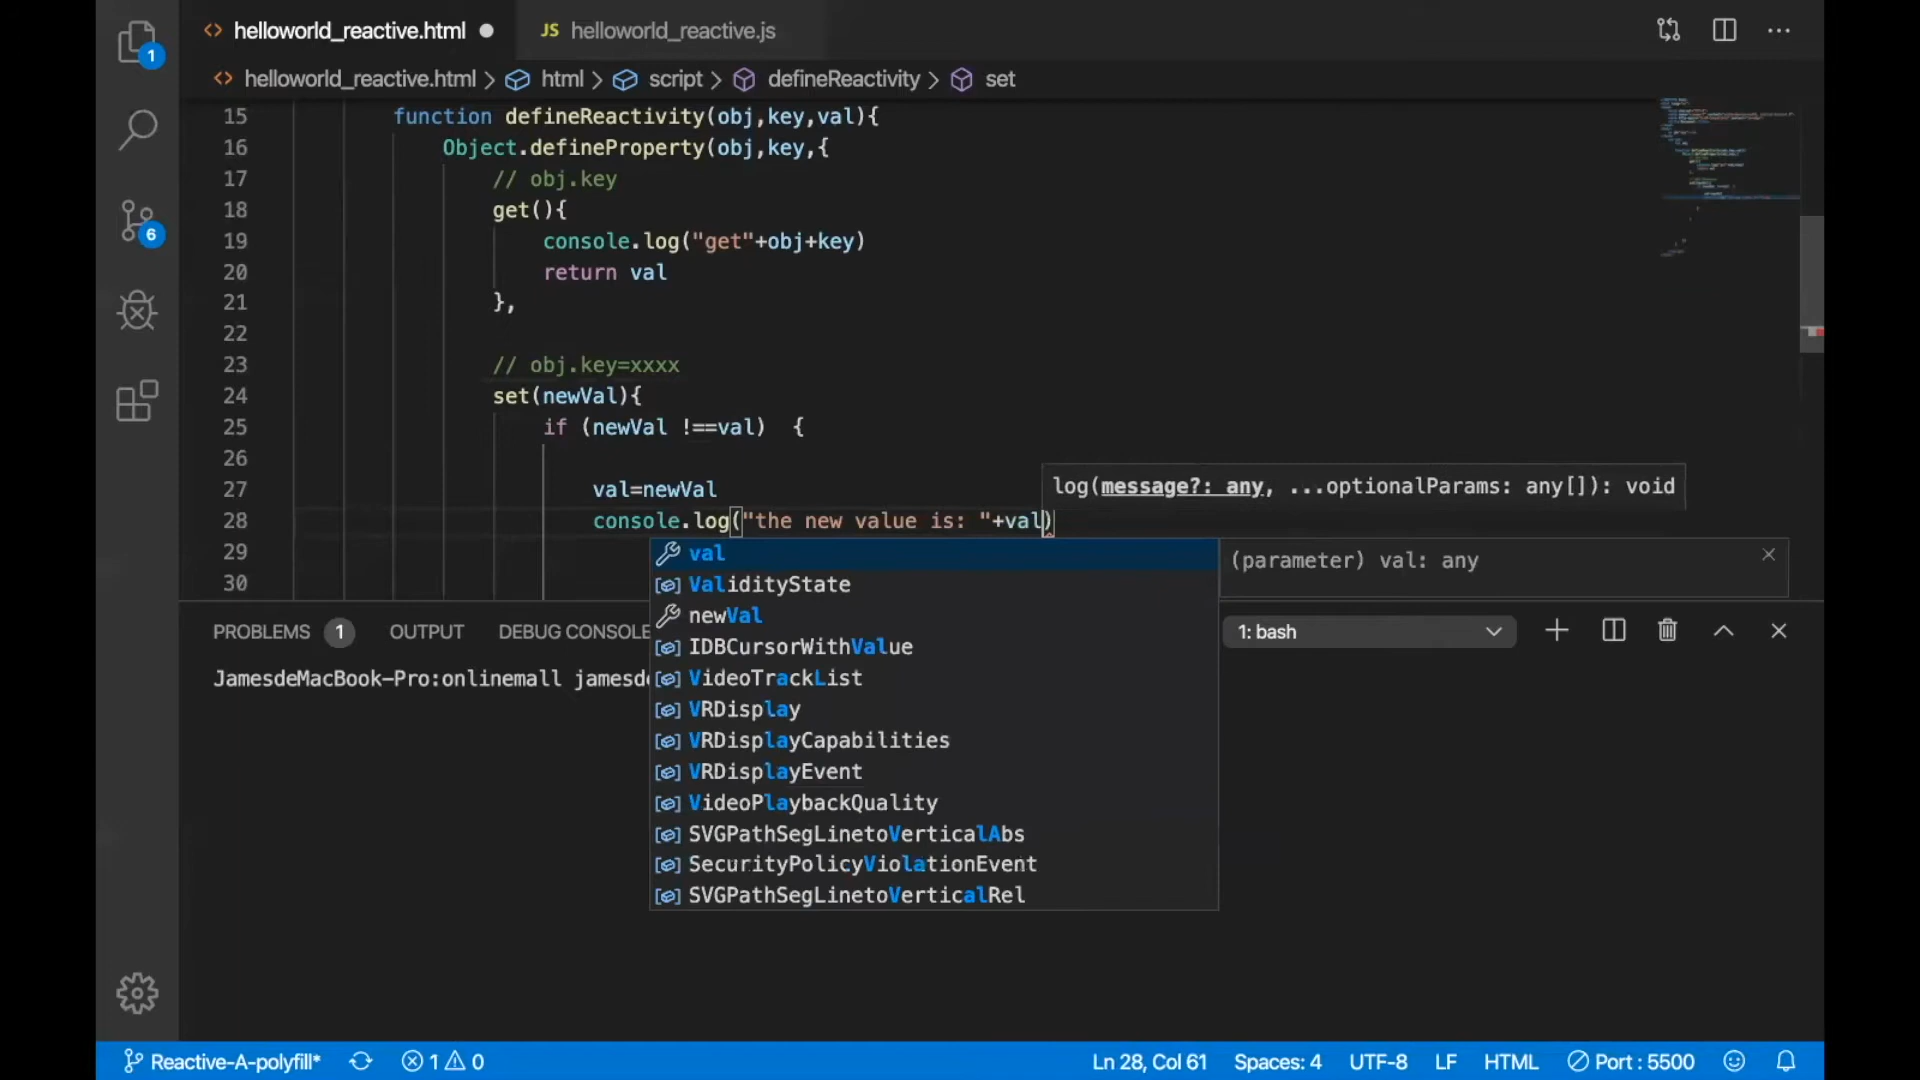 1
6
helloworld_reactive.html
JS helloworld_reactive.js
helloworld_reactive.html > html > script > defineReactivity > set
15 function defineReactivity(obj,key,val){
16 Object.defineProperty(obj,key,{
17 // obj.key
18 get(){
19 console.log("get"+obj+key)
20 return val
21 },
22
23 // obj.key=xxxx
24 set(newVal){
25 if (newVal !==val)  {
26
27 val=newVal
log(message?: any, ...optionalParams: any[]): void
28 console.log("the new value is: "+val)
29
30
val
ValidityState
newVal
IDBCursorWithValue
VideoTrackList
VRDisplay
VRDisplayCapabilities
VRDisplayEvent
VideoPlaybackQuality
SVGPathSegLinetoVerticalAbs
SecurityPolicyViolationEvent
SVGPathSegLinetoVerticalRel
(parameter) val: any
PROBLEMS 1 OUTPUT DEBUG CONSOLE
1: bash
JamesdeMacBook-Pro:onlinemall jamesd
Reactive-A-polyfill* 1 0 Ln 28, Col 61 Spaces: 4 UTF-8 LF HTML Port : 5500